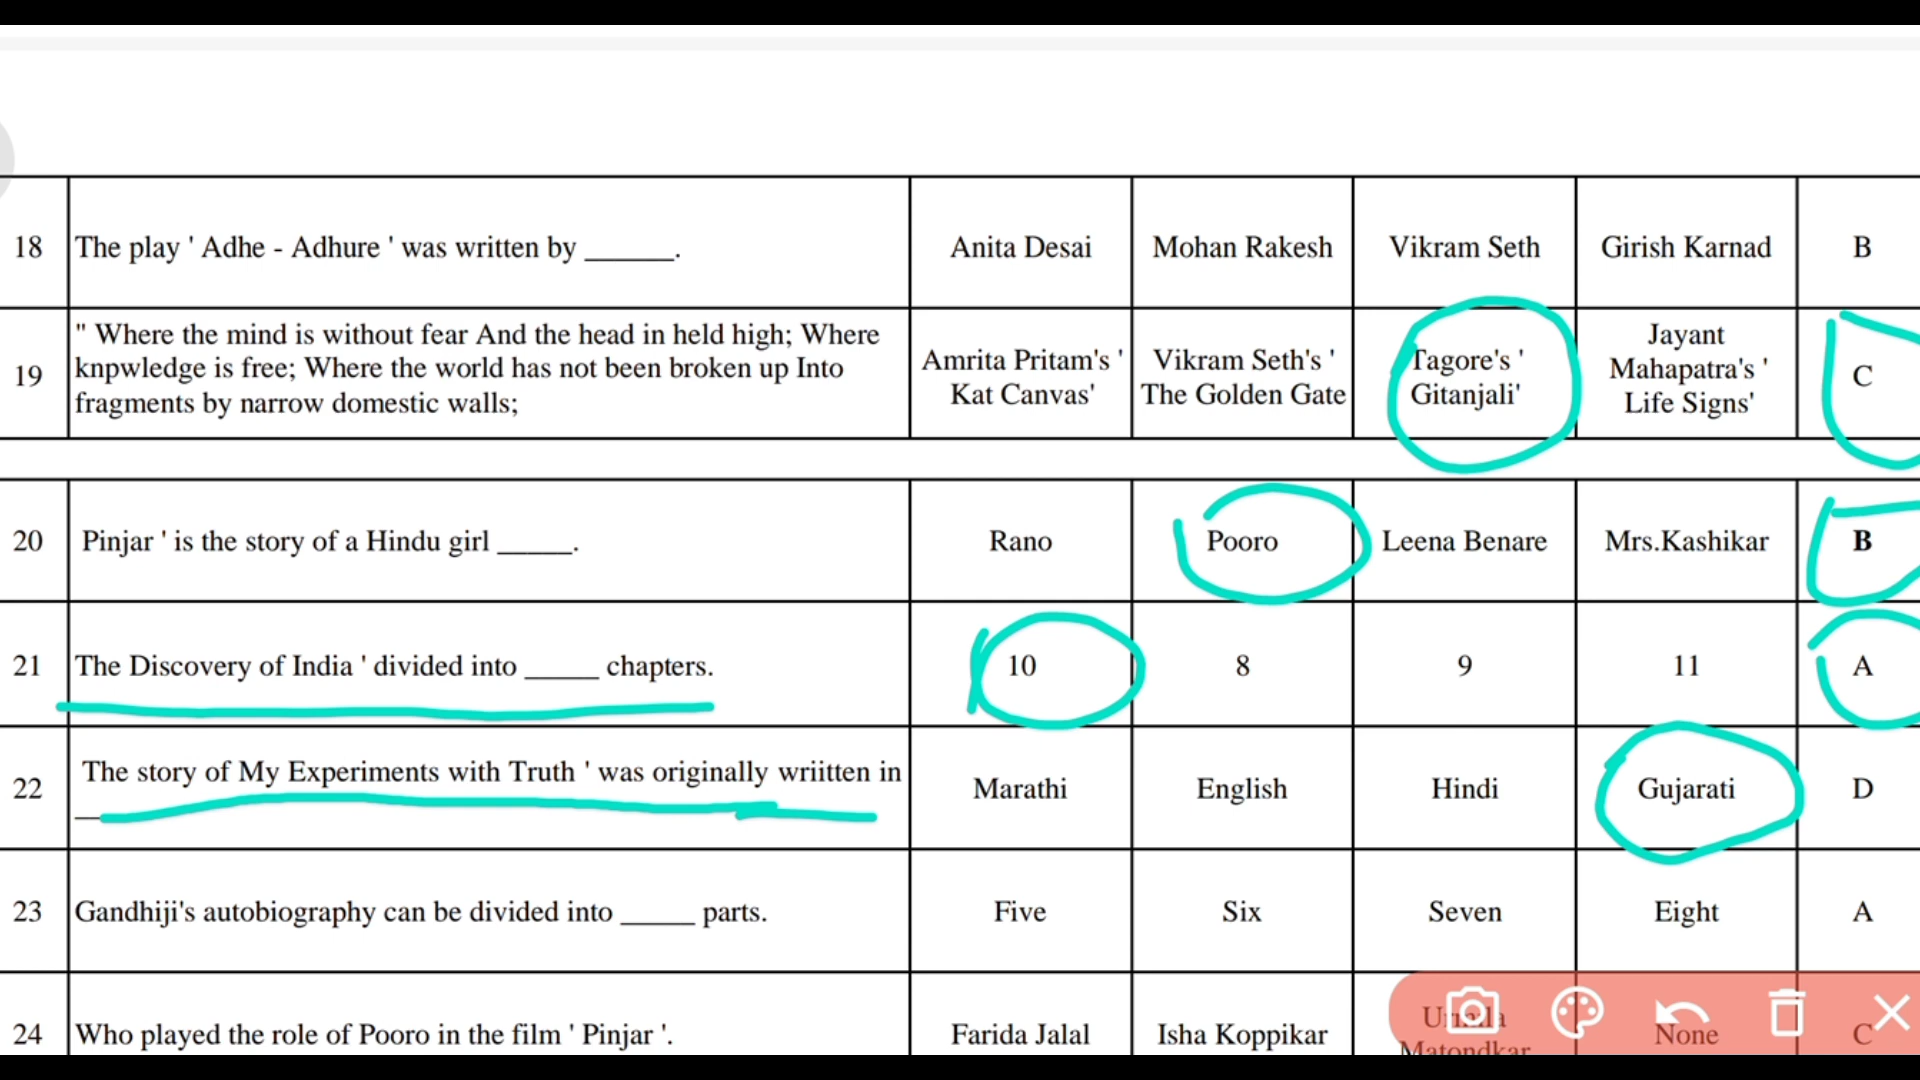 18 The play ' Adhe - Adhure ' was written by ______. Anita Desai Mohan Rakesh Vikram Seth Girish Karnad B
19 " Where the mind is without fear And the head in held high; Where knpwledge is free; Where the world has not been broken up Into fragments by narrow domestic walls; Amrita Pritam's ' Kat Canvas' Vikram Seth's ' The Golden Gate Tagore's ' Gitanjali' Jayant Mahapatra's ' Life Signs' C
20 Pinjar ' is the story of a Hindu girl _____. Rano Pooro Leena Benare Mrs.Kashikar B
21 The Discovery of India ' divided into _____ chapters. 10 8 9 11 A
22 The story of My Experiments with Truth ' was originally wriitten in Marathi English Hindi Gujarati D
23 Gandhiji's autobiography can be divided into _____ parts. Five Six Seven Eight A
24 Who played the role of Pooro in the film ' Pinjar '. Farida Jalal Isha Koppikar Urmila Matondkar None C